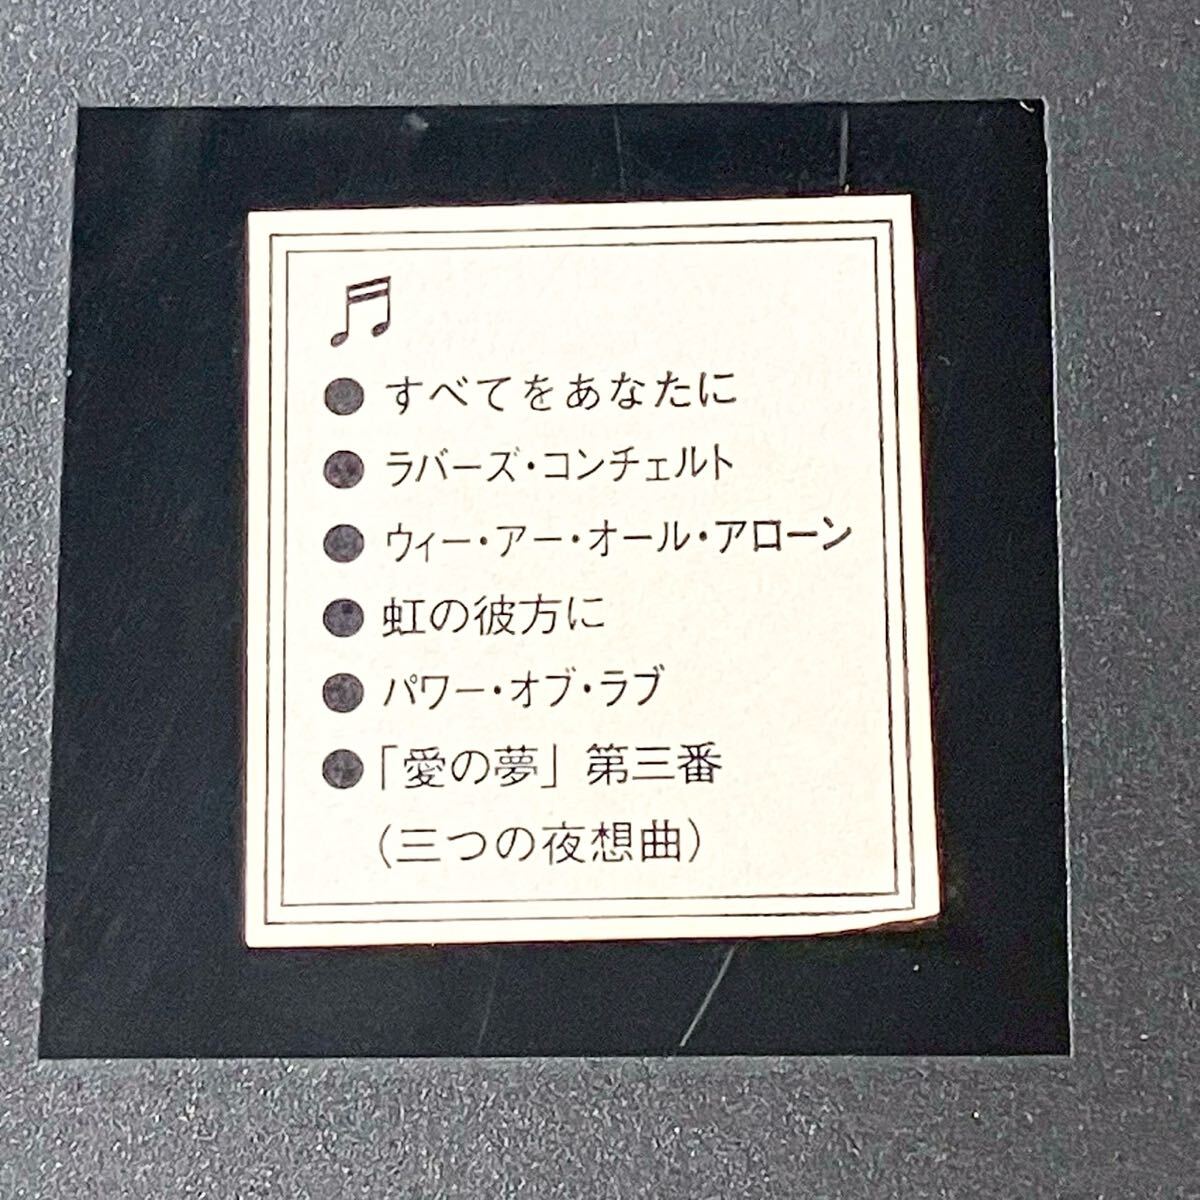 ●すべてをあなたに
●ラバーズ・コンチェルト
●ウィー・アー・オール・アローン
●虹の彼方に
●パワー・オブ・ラブ
●「愛の夢」第三番
(三つの夜想曲)